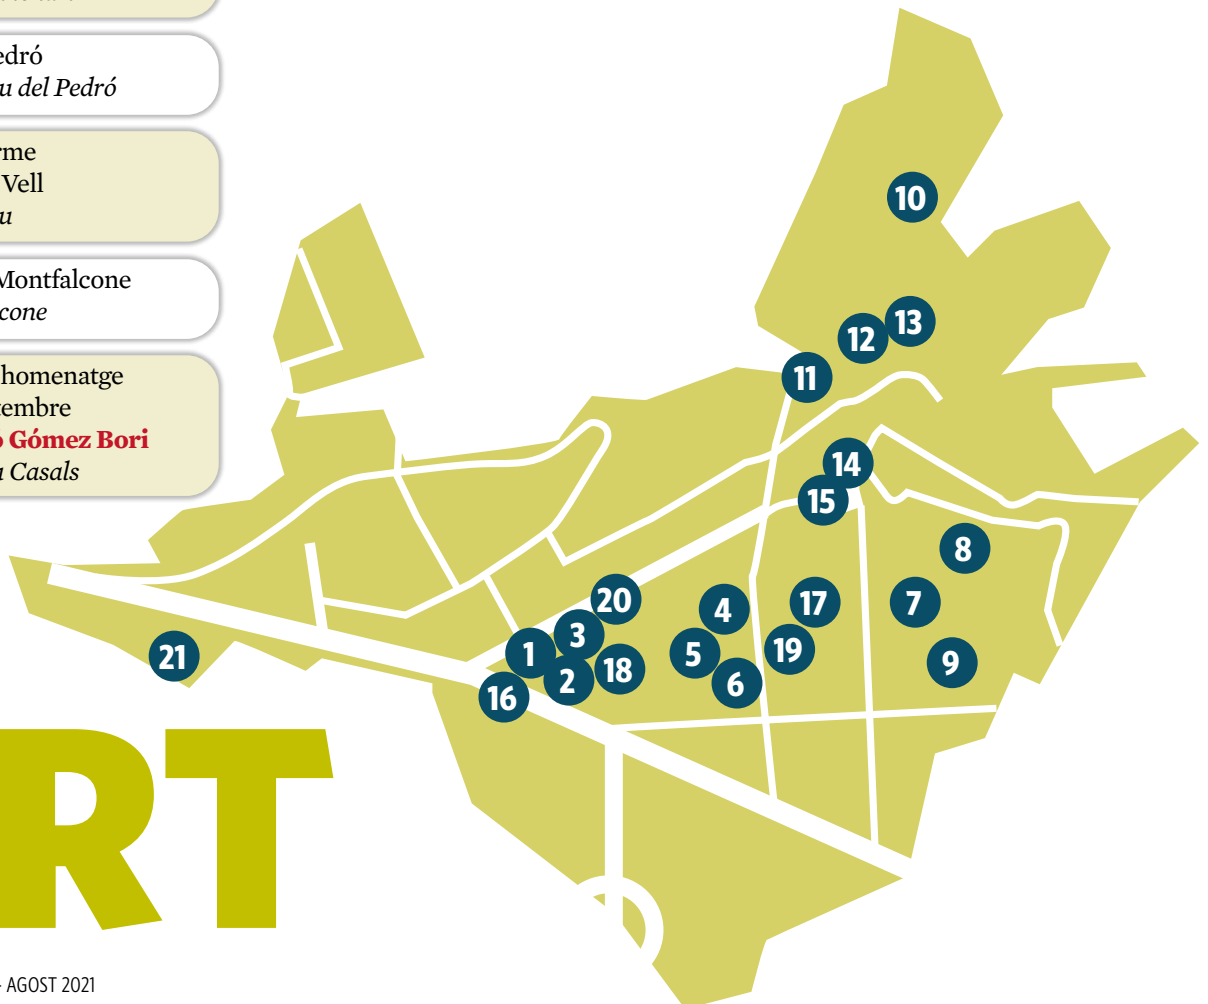 edró
u del Pedró
rme
Vell
u
Montfalcone
cone
homenatge
tembre
ó Gómez Bori
a Casals
10
13
12
11
14
15
8
20
4
17
7
3
1
5
19
21
18
9
2
6
16
RT
- AGOST 2021